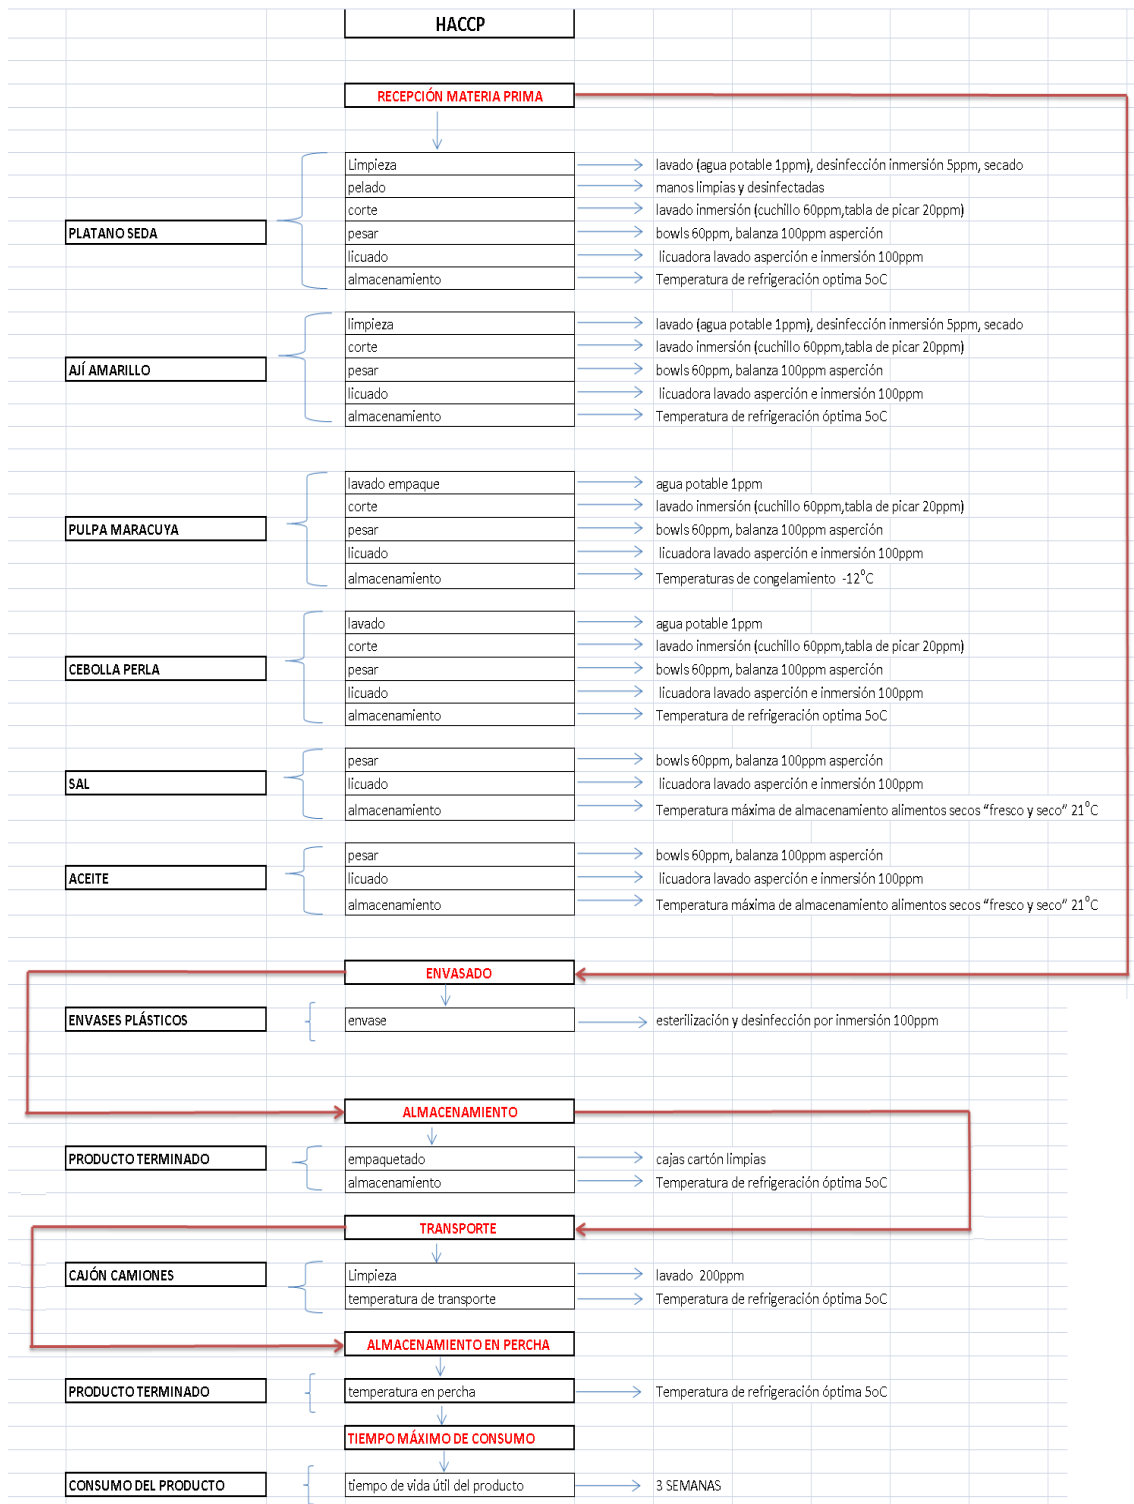 HACCP
RECEPCIÓN MATERIA PRIMA
PLATANO SEDA
Limpieza lavado (agua potable 1ppm), desinfección inmersión 5ppm, secado
pelado manos limpias y desinfectadas
corte lavado inmersión (cuchillo 60ppm,tabla de picar 20ppm)
pesar bowls 60ppm, balanza 100ppm asperción
licuado licuadora lavado asperción e inmersión 100ppm
almacenamiento Temperatura de refrigeración optima 5oC
AJÍ AMARILLO
limpieza lavado (agua potable 1ppm), desinfección inmersión 5ppm, secado
corte lavado inmersión (cuchillo 60ppm,tabla de picar 20ppm)
pesar bowls 60ppm, balanza 100ppm asperción
licuado licuadora lavado asperción e inmersión 100ppm
almacenamiento Temperatura de refrigeración óptima 5oC
PULPA MARACUYA
lavado empaque agua potable 1ppm
corte lavado inmersión (cuchillo 60ppm,tabla de picar 20ppm)
pesar bowls 60ppm, balanza 100ppm asperción
licuado licuadora lavado asperción e inmersión 100ppm
almacenamiento Temperaturas de congelamiento -12⁰C
CEBOLLA PERLA
lavado agua potable 1ppm
corte lavado inmersión (cuchillo 60ppm,tabla de picar 20ppm)
pesar bowls 60ppm, balanza 100ppm asperción
licuado licuadora lavado asperción e inmersión 100ppm
almacenamiento Temperatura de refrigeración optima 5oC
SAL
pesar bowls 60ppm, balanza 100ppm asperción
licuado licuadora lavado asperción e inmersión 100ppm
almacenamiento Temperatura máxima de almacenamiento alimentos secos “fresco y seco” 21⁰C
ACEITE
pesar bowls 60ppm, balanza 100ppm asperción
licuado licuadora lavado asperción e inmersión 100ppm
almacenamiento Temperatura máxima de almacenamiento alimentos secos “fresco y seco” 21⁰C
ENVASADO
ENVASES PLÁSTICOS
envase esterilización y desinfección por inmersión 100ppm
ALMACENAMIENTO
PRODUCTO TERMINADO
empaquetado cajas cartón limpias
almacenamiento Temperatura de refrigeración óptima 5oC
TRANSPORTE
CAJÓN CAMIONES
Limpieza lavado 200ppm
temperatura de transporte Temperatura de refrigeración óptima 5oC
ALMACENAMIENTO EN PERCHA
PRODUCTO TERMINADO
temperatura en percha Temperatura de refrigeración óptima 5oC
TIEMPO MÁXIMO DE CONSUMO
CONSUMO DEL PRODUCTO
tiempo de vida útil del producto 3 SEMANAS